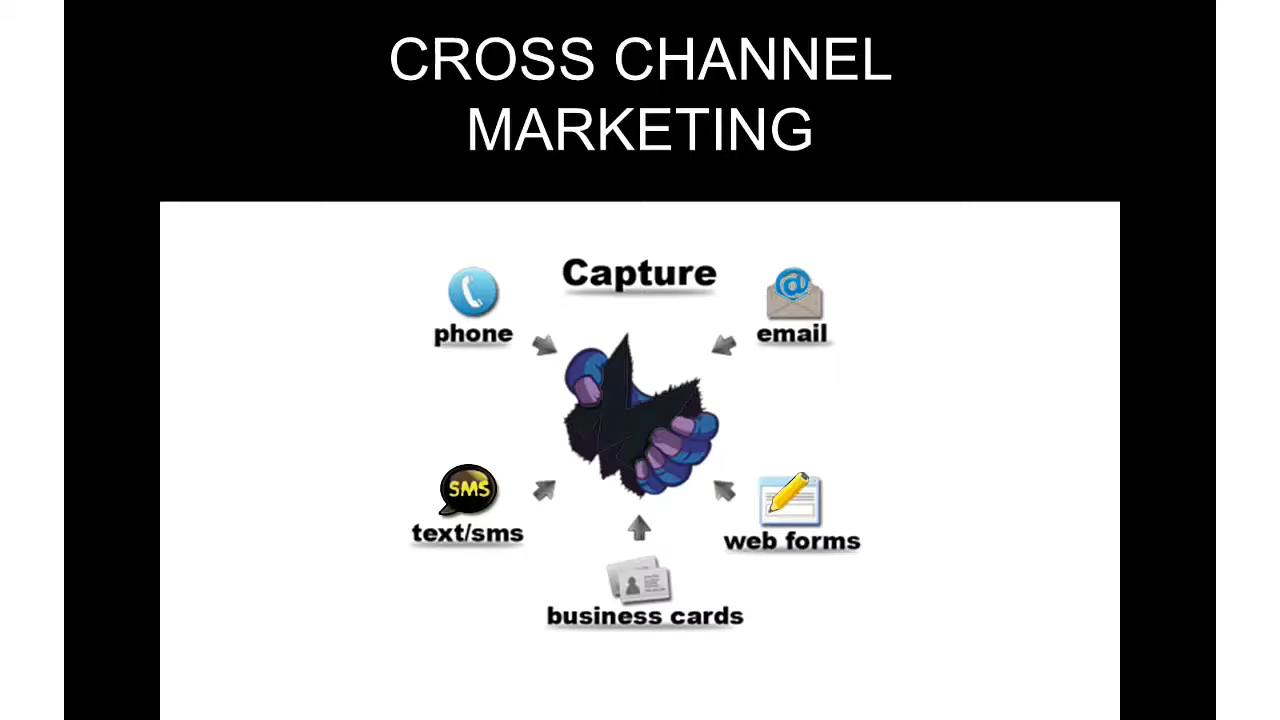 CROSS CHANNEL
MARKETING
Capture
phone
email
SMS
text/sms
web forms
business cards